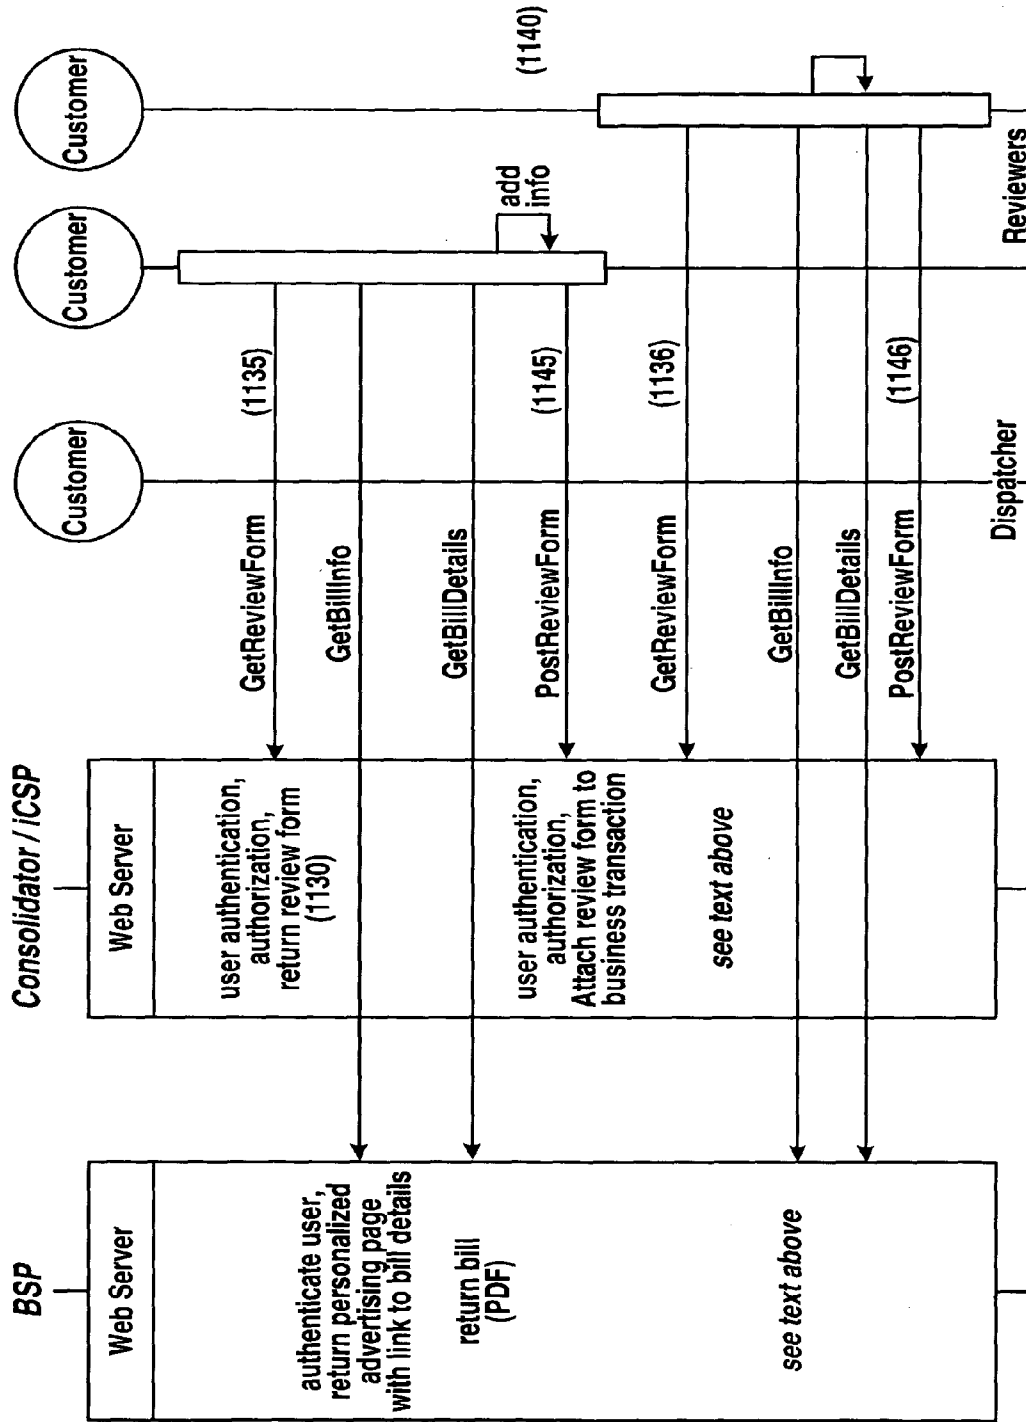 BSP
Consolidator / iCSP
Customer
Customer
Customer
Web Server
Web Server
GetReviewForm
(1135)
user authentication,
authorization,
return review form
(1130)
GetBillInfo
authenticate user,
return personalized
advertising page
with link to bill details
GetBillDetails
return bill
(PDF)
add
info
PostReviewForm
(1145)
user authentication,
authorization,
Attach review form to
business transaction
(1140)
GetReviewForm
(1136)
see text above
see text above
GetBillInfo
GetBillDetails
PostReviewForm
(1146)
Dispatcher
Reviewers